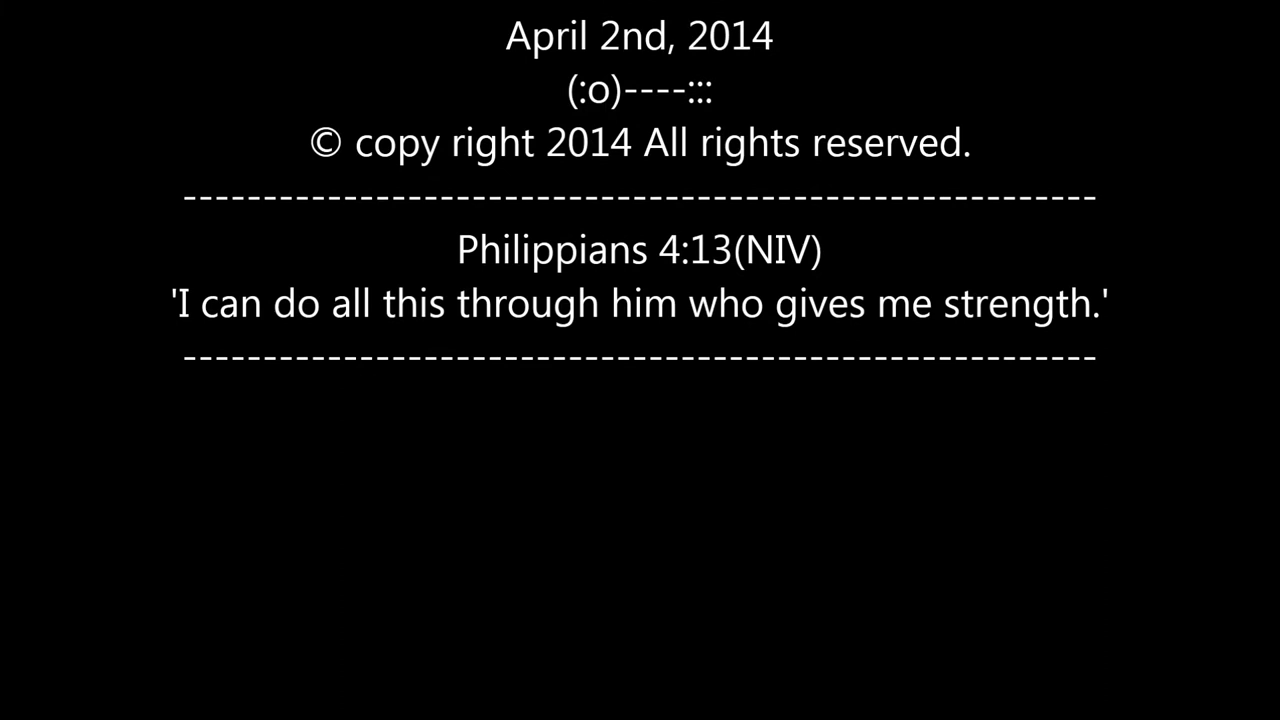 April 2nd, 2014
(:o)----:::
© copy right 2014 All rights reserved.
---------------------------------------------------------
Philippians 4:13(NIV)
'I can do all this through him who gives me strength.'
---------------------------------------------------------